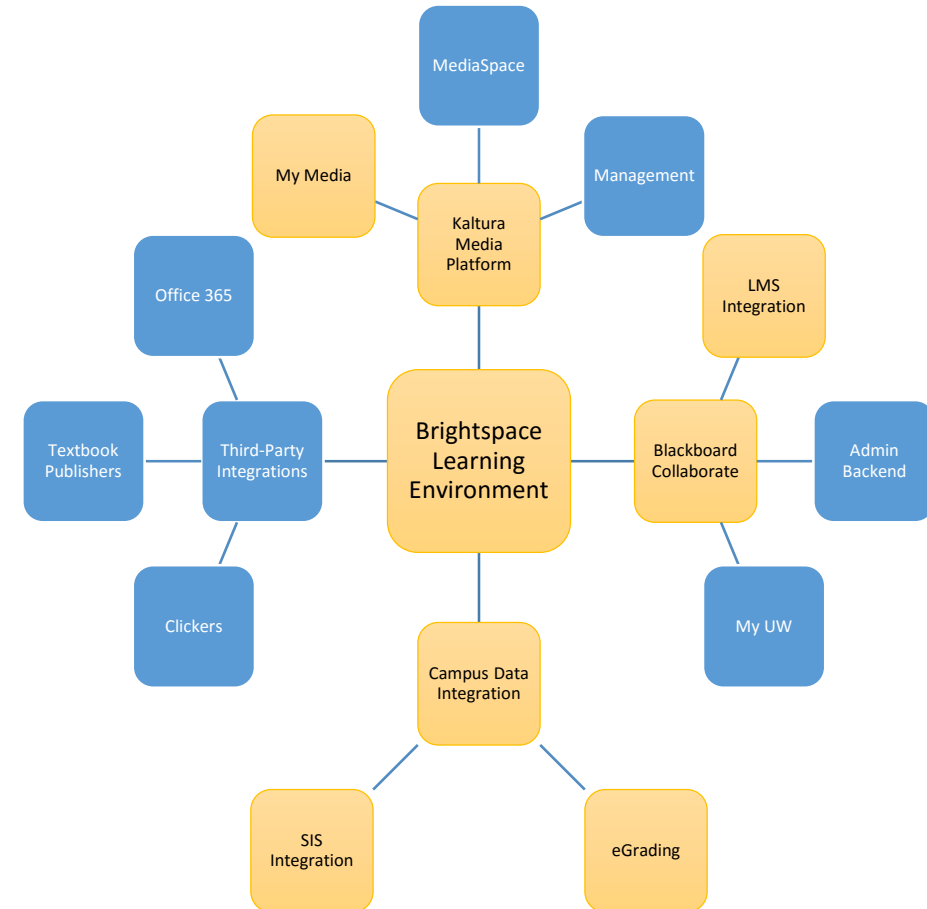 MediaSpace
My Media
Management
Kaltura
Media
Platform
Office 365
LMS
Integration
Brightspace
Learning
Environment
Textbook
Publishers
Third-Party
Integrations
Blackboard
Collaborate
Admin
Backend
Clickers
My UW
Campus Data
Integration
SIS
Integration
eGrading